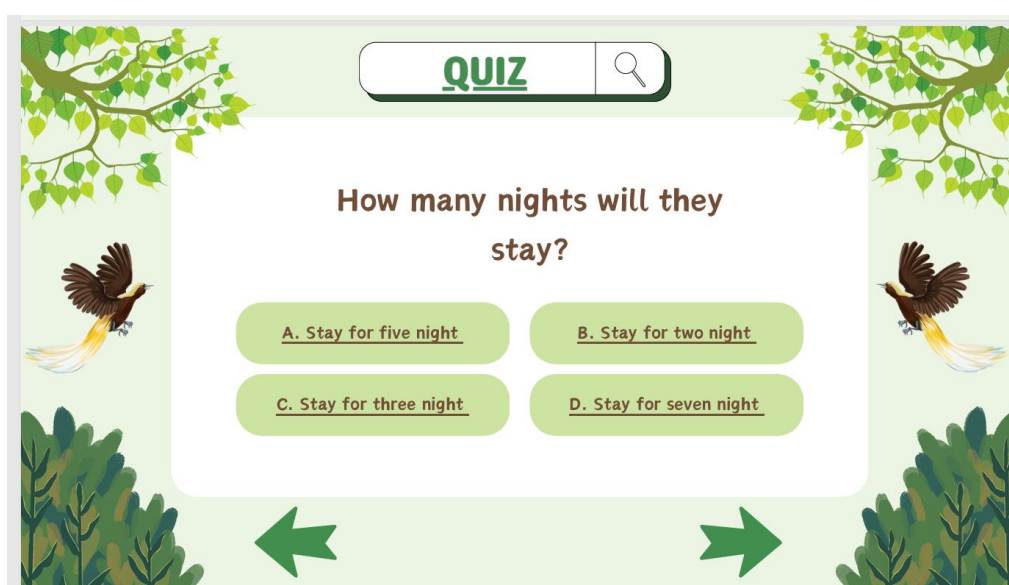 QUIZ
How many nights will they
stay?
A. Stay for five night
B. Stay for two night
C. Stay for three night
D. Stay for seven night